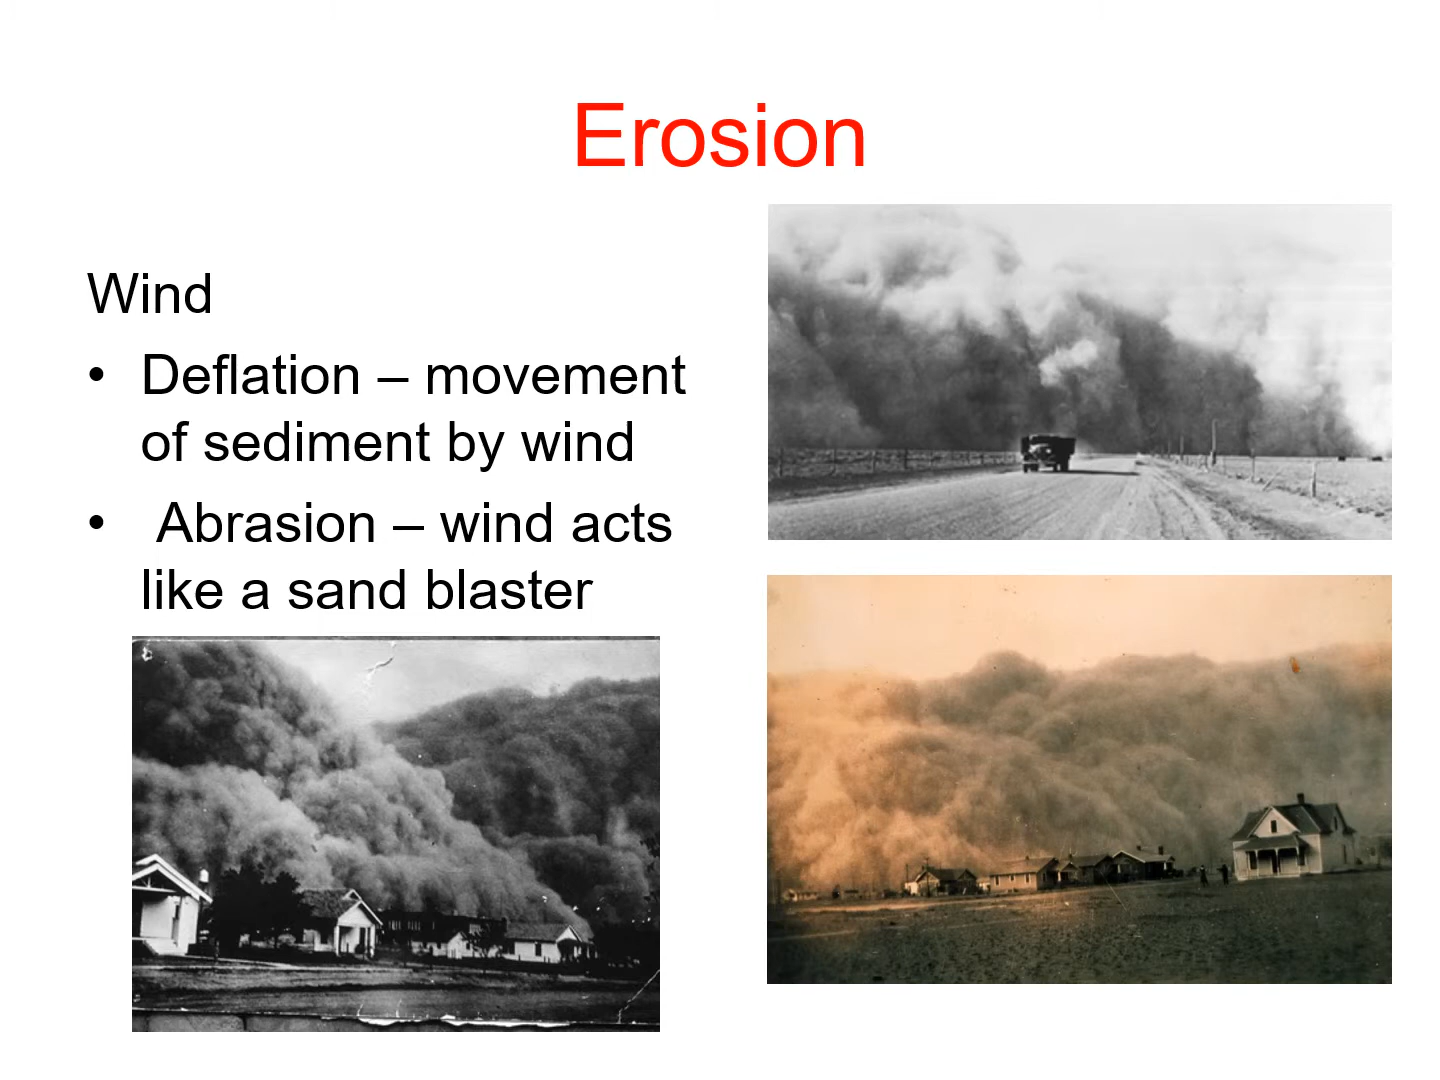 Erosion
Wind
• Deflation – movement
of sediment by wind
• Abrasion – wind acts
like a sand blaster